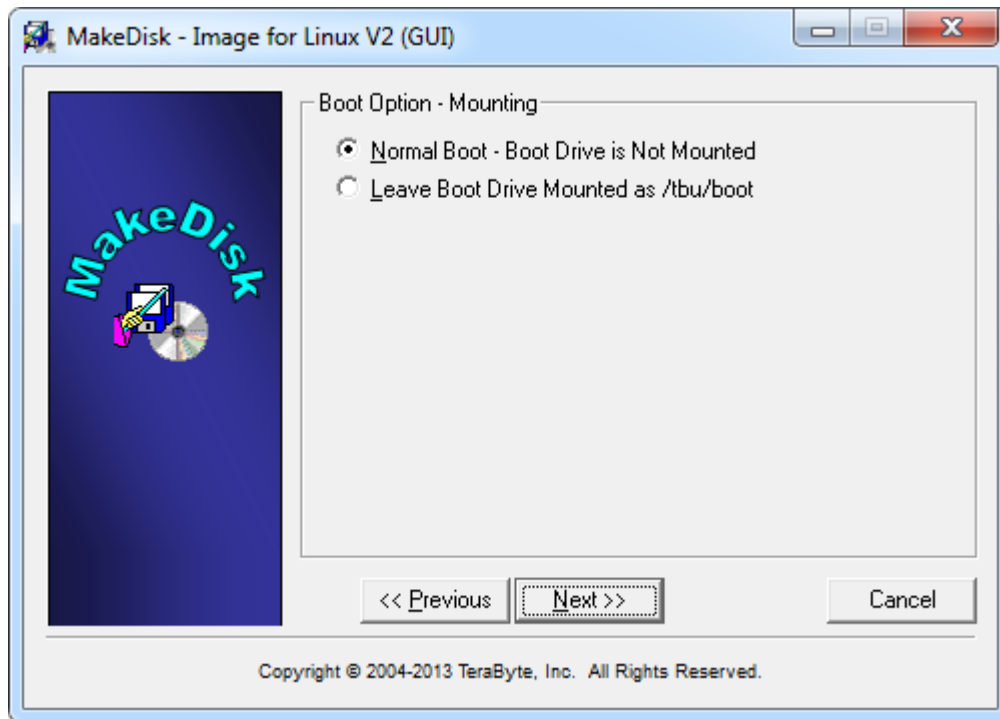 MakeDisk - Image for Linux V2 (GUI)
MakeDisk
Boot Option - Mounting
Normal Boot - Boot Drive is Not Mounted
Leave Boot Drive Mounted as /tbu/boot
<< Previous
Next >>
Cancel
Copyright © 2004-2013 TeraByte, Inc. All Rights Reserved.